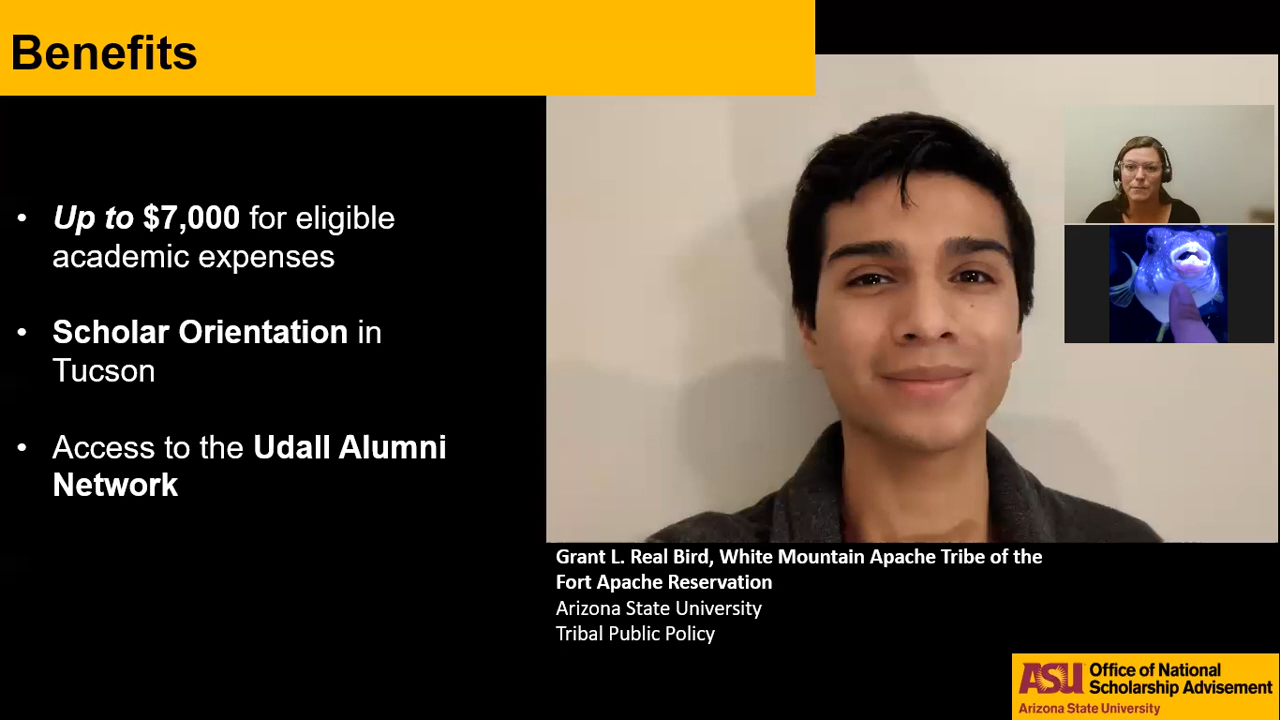 Benefits
• Up to $7,000 for eligible
academic expenses
• Scholar Orientation in
Tucson
• Access to the Udall Alumni
Network
Grant L. Real Bird, White Mountain Apache Tribe of the
Fort Apache Reservation
Arizona State University
Tribal Public Policy
ASU Office of National
Scholarship Advisement
Arizona State University